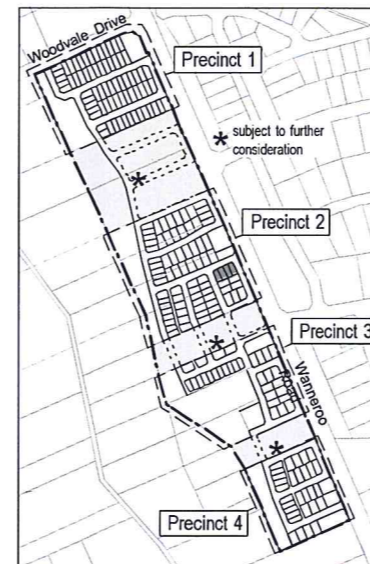 Woodvale Drive
Precinct 1
* subject to further
consideration
*
Precinct 2
Precinct 3
Wanneroo
Road
*
*
Precinct 4